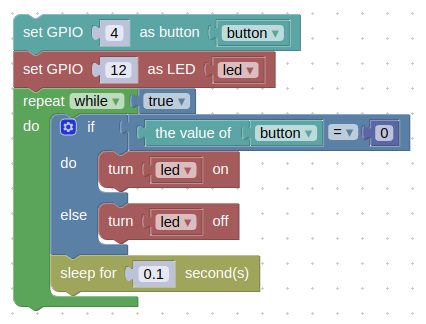 set GPIO 4 as button button ▾
set GPIO 12 as LED led ▾
repeat while ▾ true ▾
do if the value of button ▾ = ▾ 0
do turn led ▾ on
else turn led ▾ off
sleep for 0.1 second(s)